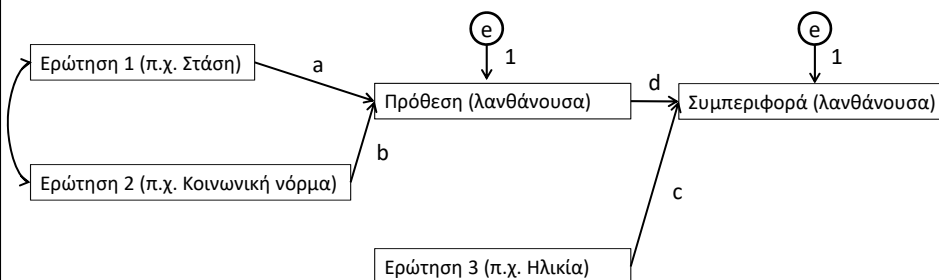 e
e
1
1
Ερώτηση 1 (π.χ. Στάση)
a
d
Πρόθεση (λανθάνουσα)
Συμπεριφορά (λανθάνουσα)
b
Ερώτηση 2 (π.χ. Κοινωνική νόρμα)
c
Ερώτηση 3 (π.χ. Ηλικία)